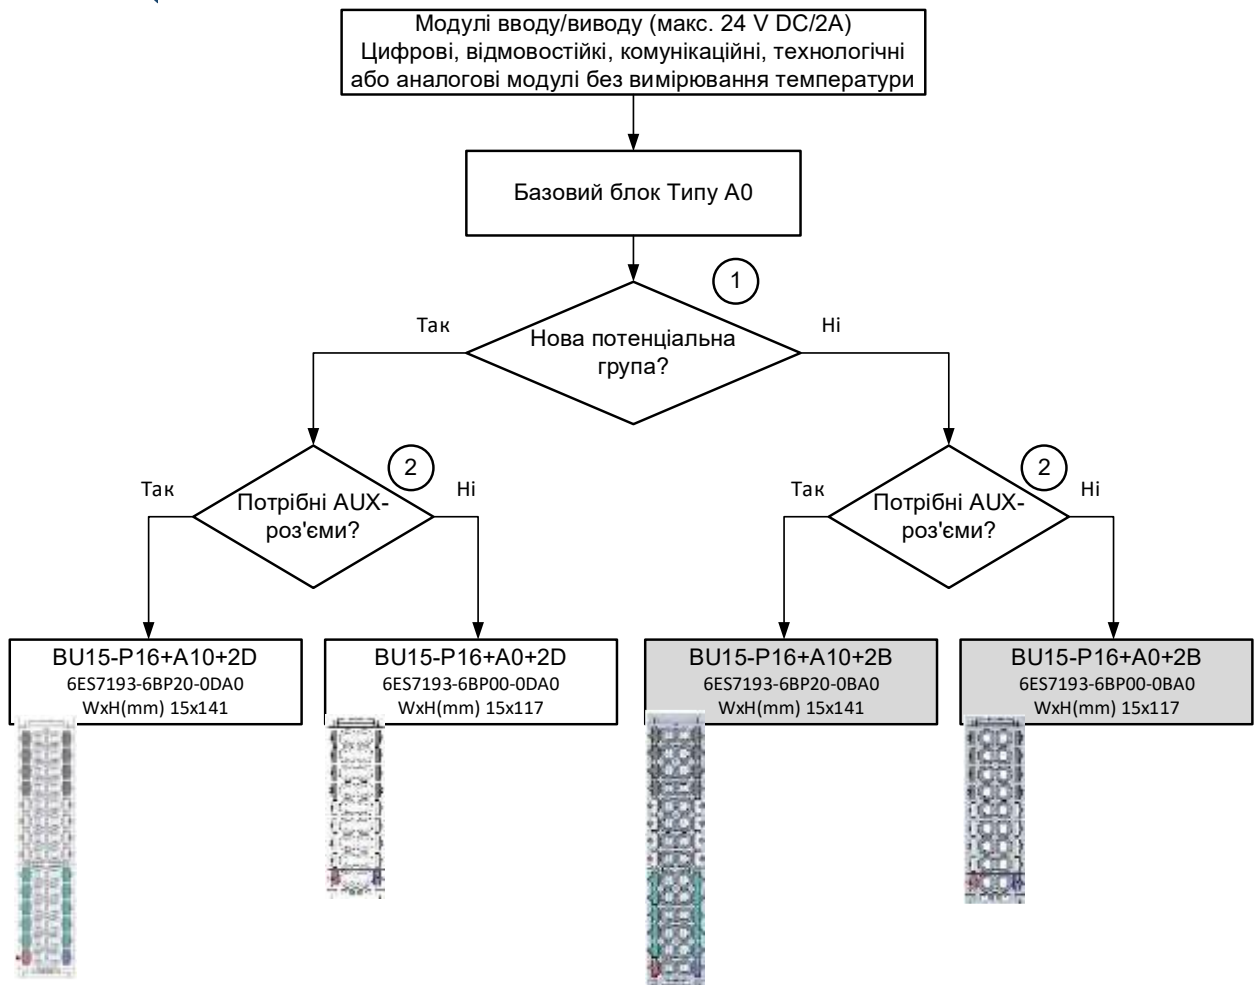 Модулі вводу/виводу (макс. 24 V DC/2A)
Цифрові, відмовостійкі, комунікаційні, технологічні
або аналогові модулі без вимірювання температури
Базовий блок Типу A0
1
Так
Нова потенціальна
група?
Ні
2
Так
Потрібні AUX-
роз'єми?
Ні
2
Так
Потрібні AUX-
роз'єми?
Ні
BU15-P16+A10+2D
6ES7193-6BP20-0DA0
WxH(mm) 15x141
BU15-P16+A0+2D
6ES7193-6BP00-0DA0
WxH(mm) 15x117
BU15-P16+A10+2B
6ES7193-6BP20-0BA0
WxH(mm) 15x141
BU15-P16+A0+2B
6ES7193-6BP00-0BA0
WxH(mm) 15x117